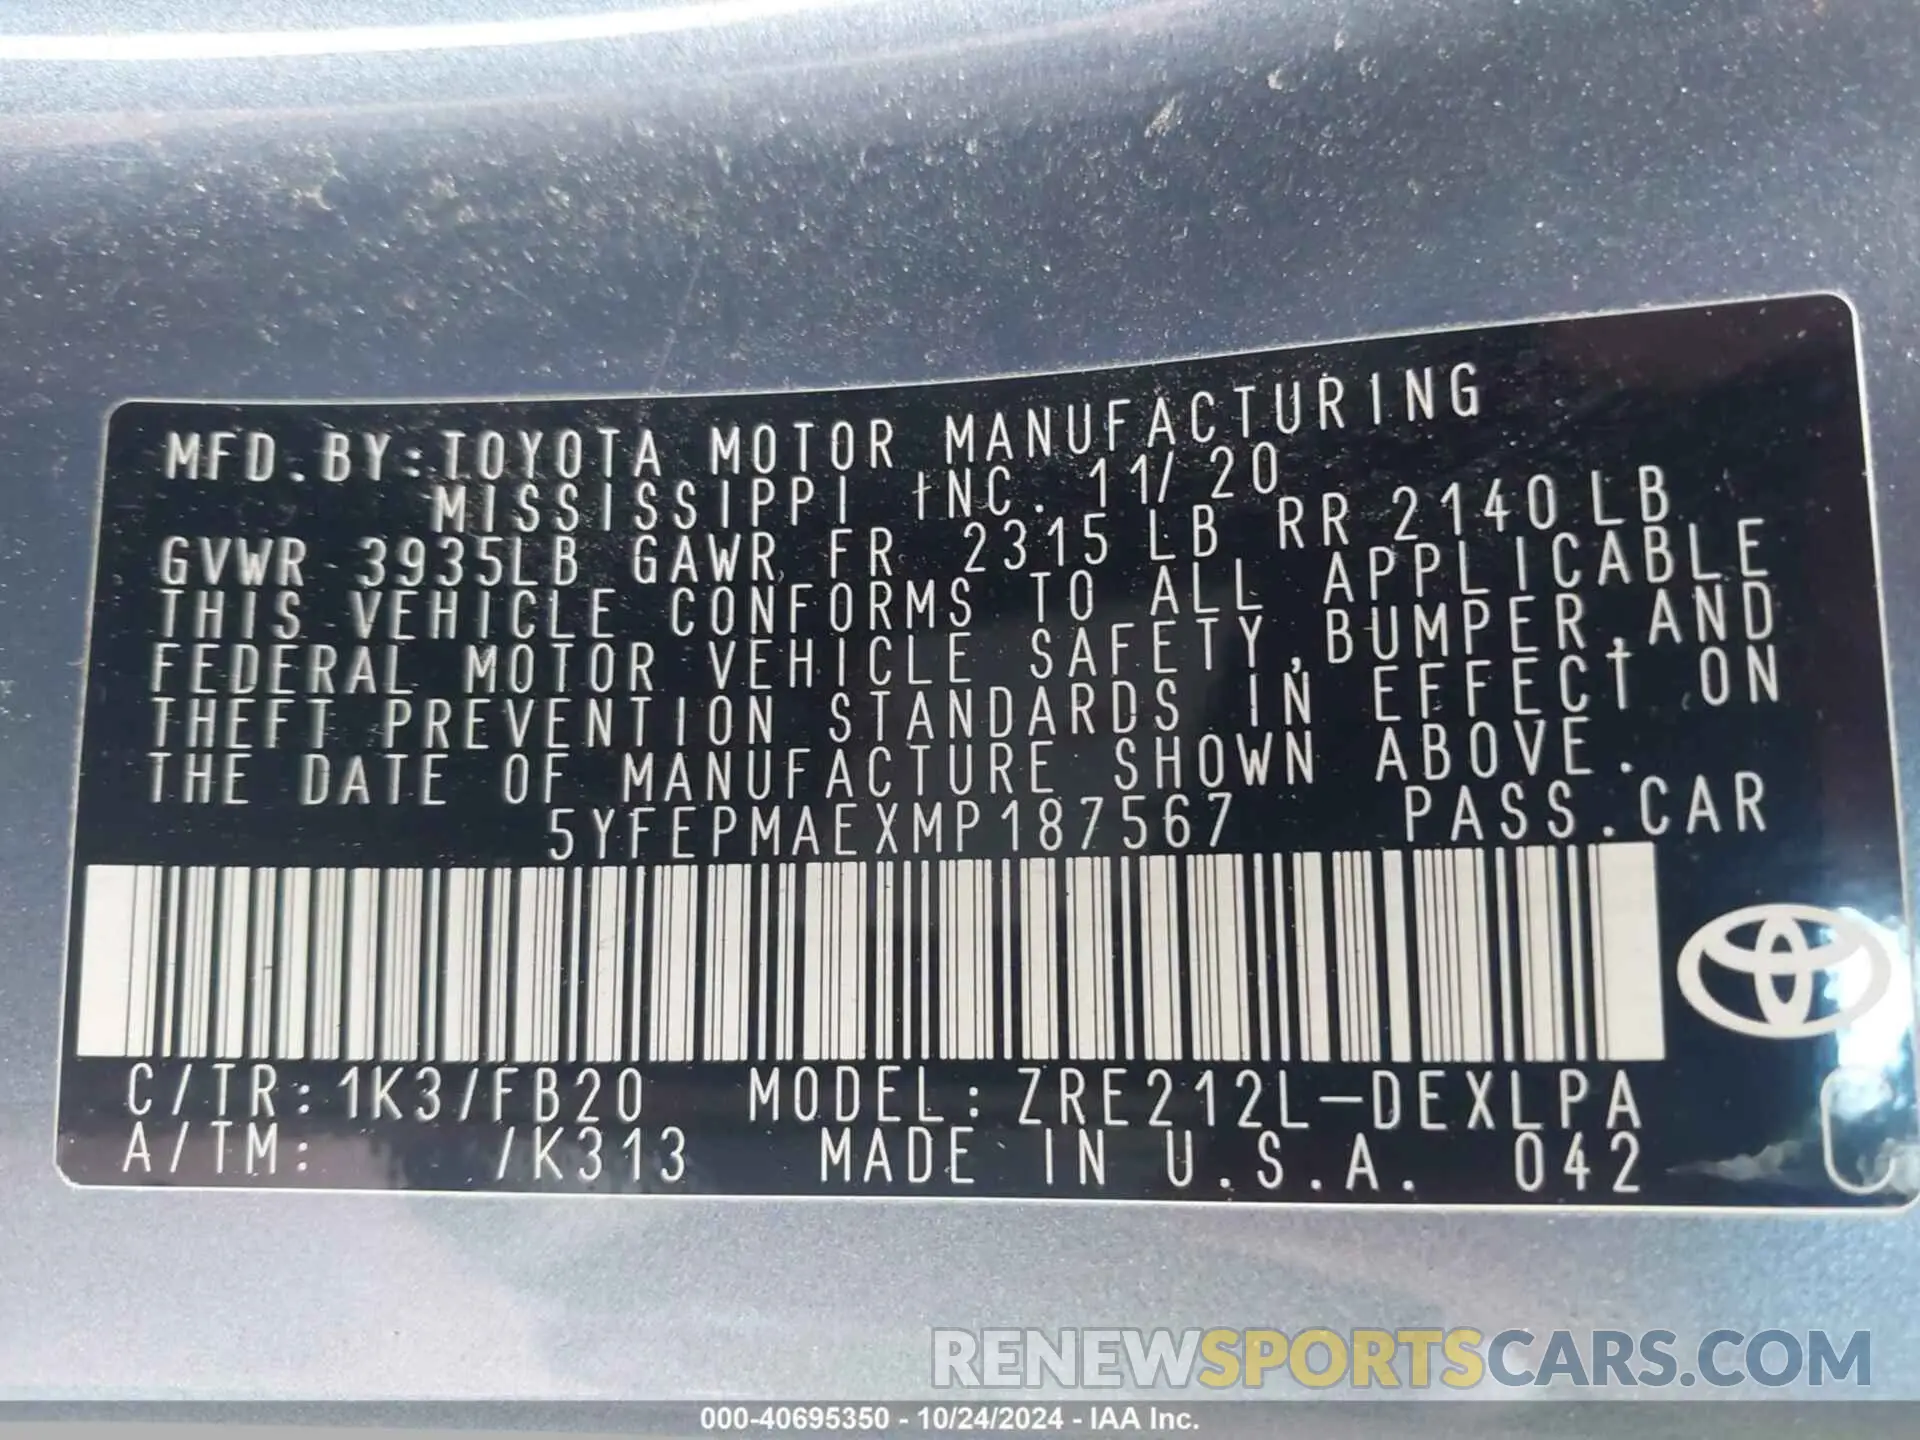 MFD.BY:TOYOTA MOTOR MANUFACTURING
MISSISSIPPI INC. 11/20
GVWR 3935LB GAWR FR 2315 LB RR 2140 LB
THIS VEHICLE CONFORMS TO ALL APPLICABLE
FEDERAL MOTOR VEHICLE SAFETY, BUMPER, AND
THEFT PREVENTION STANDARDS IN EFFECT ON
THE DATE OF MANUFACTURE SHOWN ABOVE.
5YFEPMAEXMP187567 PASS.CAR
C/TR:1K3/FB20 MODEL:ZRE212L-DEXLPA
A/TM: /K313 MADE IN U.S.A. 042
RENEWSPORTSCARS.COM
000-40695350 - 10/24/2024 - IAA Inc.